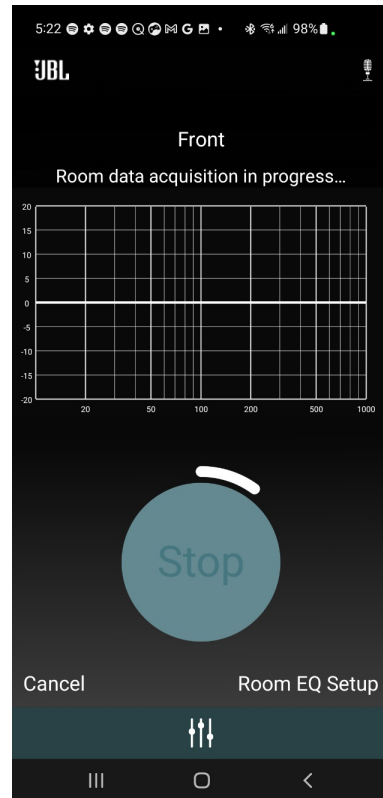 5:22 98%
JBL
Front
Room data acquisition in progress...
20
15
10
5
0
-5
-10
-15
-20
20 50 100 200 500 1000
Stop
Cancel Room EQ Setup